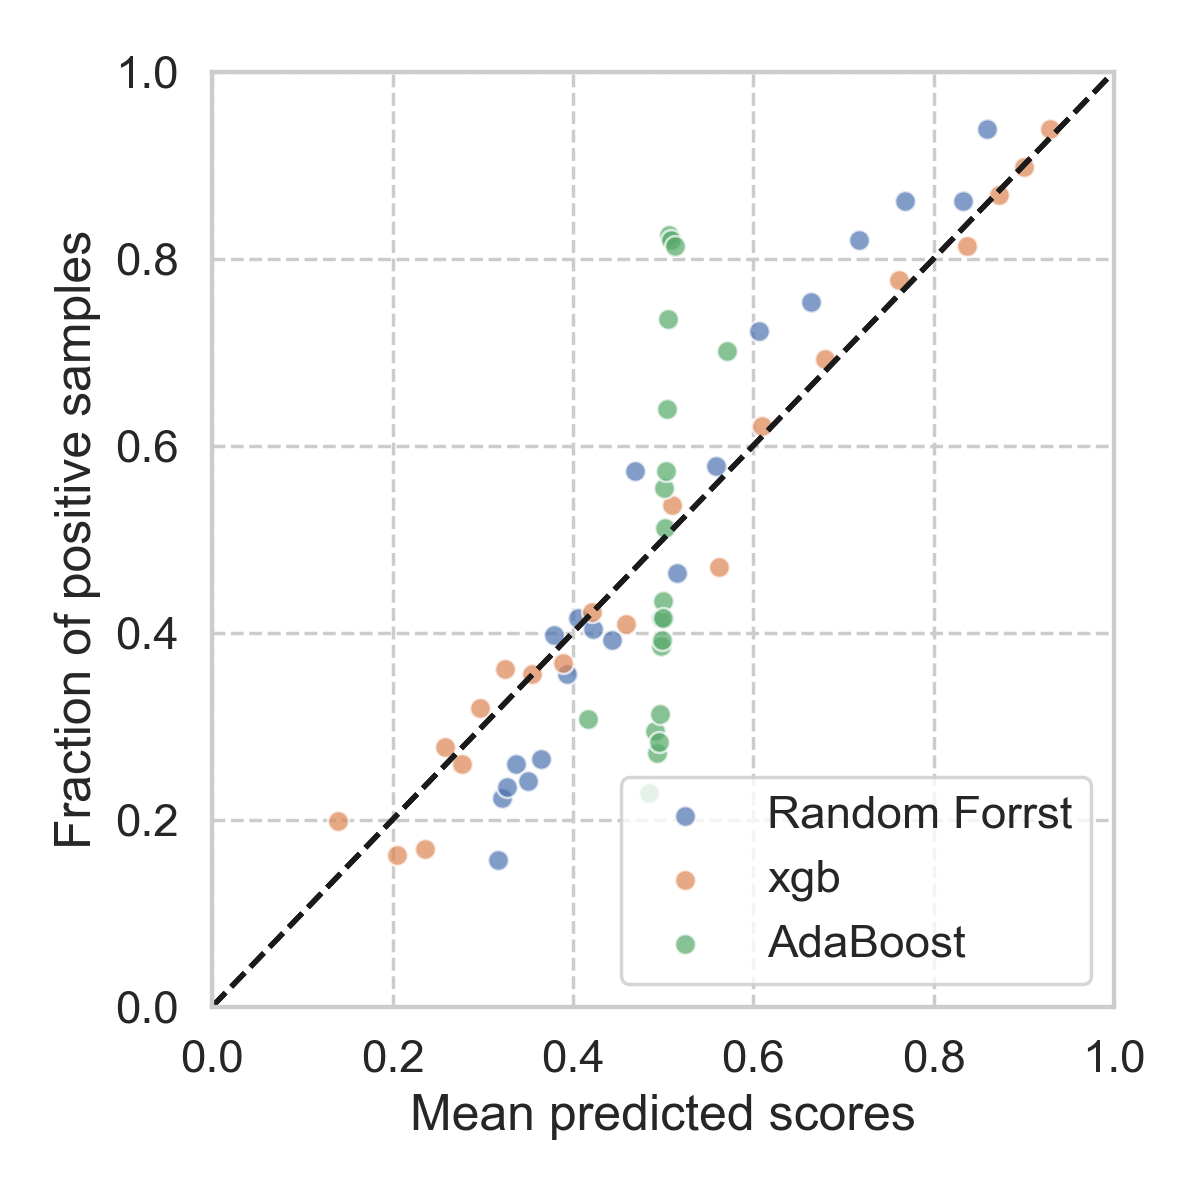 1.0
0.8
0.6
0.4
0.2
0.0
Fraction of positive samples
0.0 0.2 0.4 0.6 0.8 1.0
Mean predicted scores
Random Forrst
xgb
AdaBoost